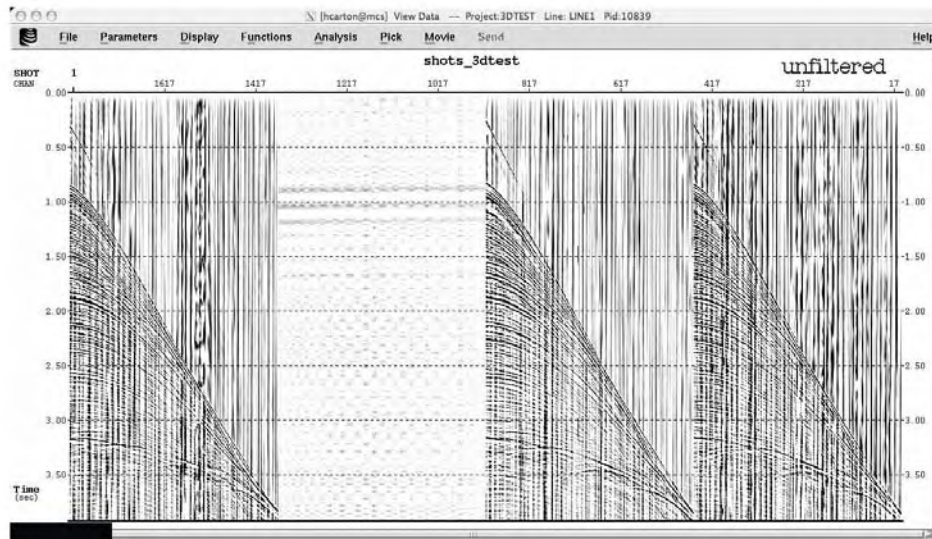 X [hcarton@mcs] View Data --- Project:3DTEST Line: LINE1 Pid:10839
File Parameters Display Functions Analysis Pick Movie Send Help
shots_3dtest
unfiltered
SHOT 1
CHAN 1617 1417 1217 1017 817 617 417 217 17
0.00 0.00
0.50 0.50
1.00 1.00
1.50 1.50
2.00 2.00
2.50 2.50
3.00 3.00
3.50 3.50
Time
(sec)